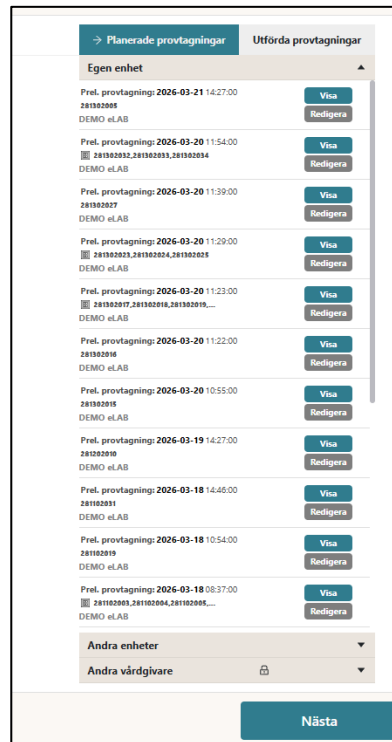 → Planerade provtagningar Utförda provtagningar
Egen enhet
Prel. provtagning: 2026-03-21 14:27:00
281302005
DEMO eLAB
Visa
Redigera
Prel. provtagning: 2026-03-20 11:54:00
281302032,281302033,281302034
DEMO eLAB
Visa
Redigera
Prel. provtagning: 2026-03-20 11:39:00
281302027
DEMO eLAB
Visa
Redigera
Prel. provtagning: 2026-03-20 11:29:00
281302023,281302024,281302025
DEMO eLAB
Visa
Redigera
Prel. provtagning: 2026-03-20 11:23:00
281302017,281302018,281302019,...
DEMO eLAB
Visa
Redigera
Prel. provtagning: 2026-03-20 11:22:00
281302016
DEMO eLAB
Visa
Redigera
Prel. provtagning: 2026-03-20 10:55:00
281302015
DEMO eLAB
Visa
Redigera
Prel. provtagning: 2026-03-19 14:27:00
281202010
DEMO eLAB
Visa
Redigera
Prel. provtagning: 2026-03-18 14:46:00
281102031
DEMO eLAB
Visa
Redigera
Prel. provtagning: 2026-03-18 10:54:00
281102019
DEMO eLAB
Visa
Redigera
Prel. provtagning: 2026-03-18 08:37:00
281102003,281102004,281102005,...
DEMO eLAB
Visa
Redigera
Andra enheter
Andra vårdgivare
Nästa